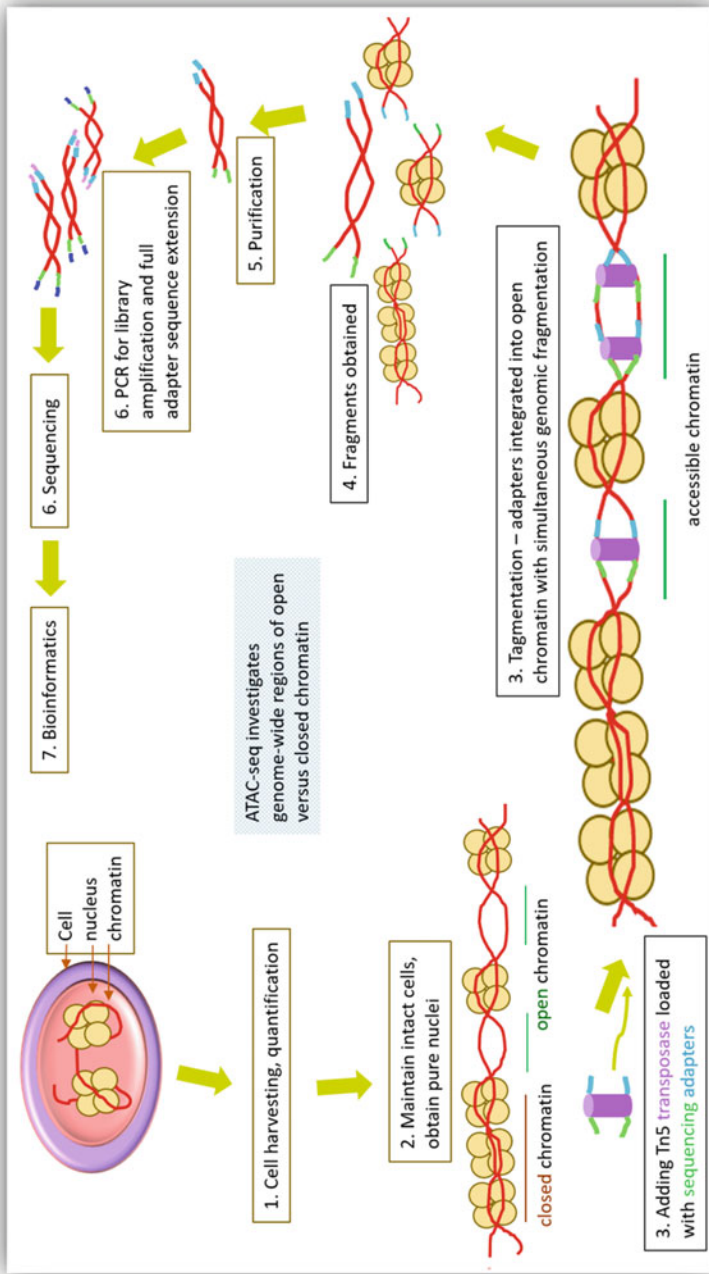 Cell
nucleus
chromatin
1. Cell harvesting, quantification
2. Maintain intact cells,
obtain pure nuclei
closed chromatin
open chromatin
3. Adding Tn5 transposase loaded
with sequencing adapters
3. Tagmentation – adapters integrated into open
chromatin with simultaneous genomic fragmentation
accessible chromatin
4. Fragments obtained
5. Purification
6. PCR for library
amplification and full
adapter sequence extension
6. Sequencing
7. Bioinformatics
ATAC-seq investigates
genome-wide regions of open
versus closed chromatin